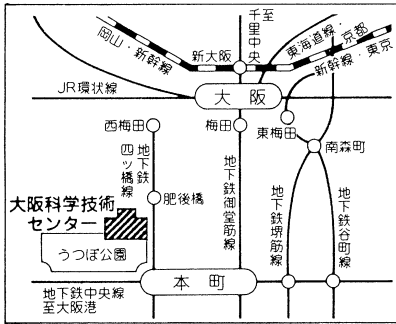 至
千里中央
岡山・新幹線
新大阪
東海道線・京都
新幹線・東京
JR環状線
大阪
西梅田
梅田
東梅田
南森町
地下鉄
四ツ橋線
肥後橋
地下鉄御堂筋線
地下鉄堺筋線
地下鉄谷町線
大阪科学技術
センター
うつぼ公園
本町
地下鉄中央線
至大阪港